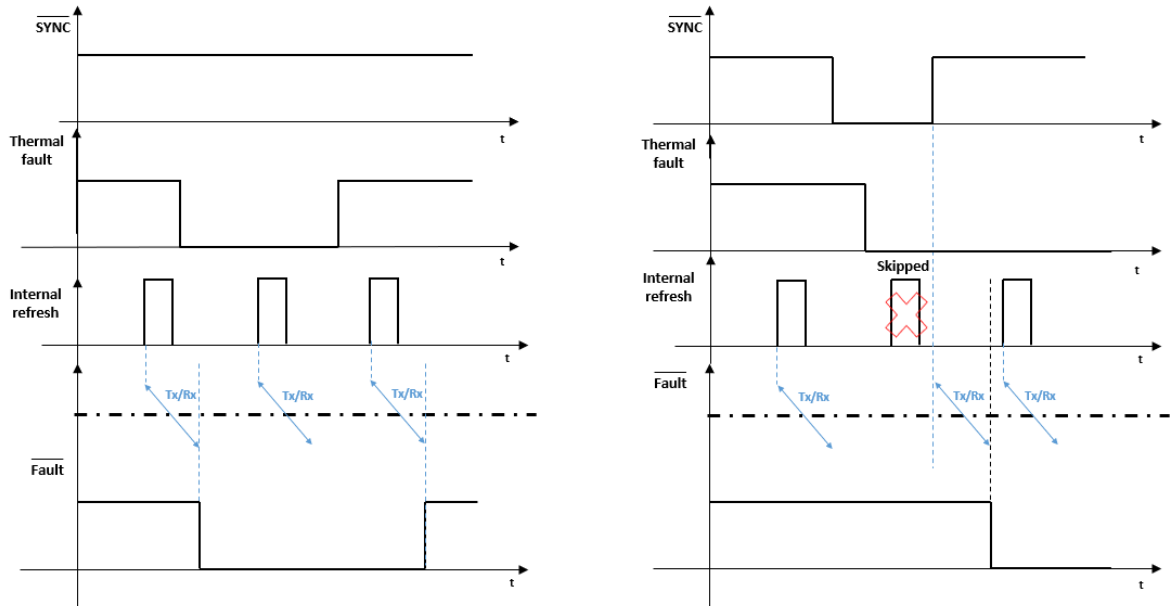 SYNC
t
Thermal
fault
t
Internal
refresh
t
Tx/Rx
Tx/Rx
Tx/Rx
Fault
t
SYNC
t
Thermal
fault
t
Skipped
Internal
refresh
t
Fault
Tx/Rx
Tx/Rx
Tx/Rx
t